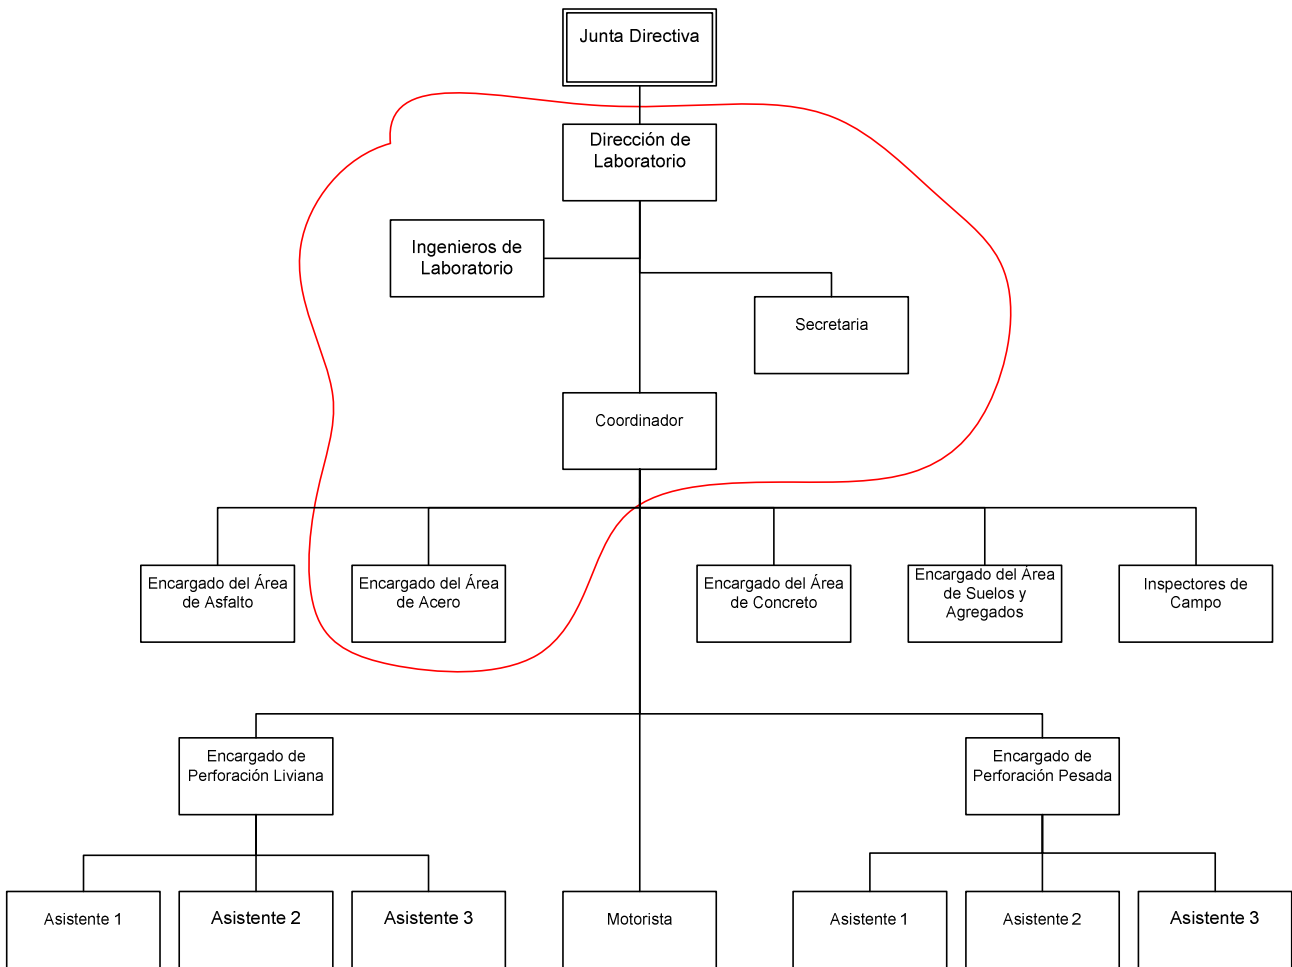 Junta Directiva
Dirección de
Laboratorio
Ingenieros de
Laboratorio
Secretaria
Coordinador
Encargado del Área
de Asfalto
Encargado del Área
de Acero
Encargado del Área
de Concreto
Encargado del Área
de Suelos y
Agregados
Inspectores de
Campo
Encargado de
Perforación Liviana
Encargado de
Perforación Pesada
Asistente 1
Asistente 2
Asistente 3
Motorista
Asistente 1
Asistente 2
Asistente 3